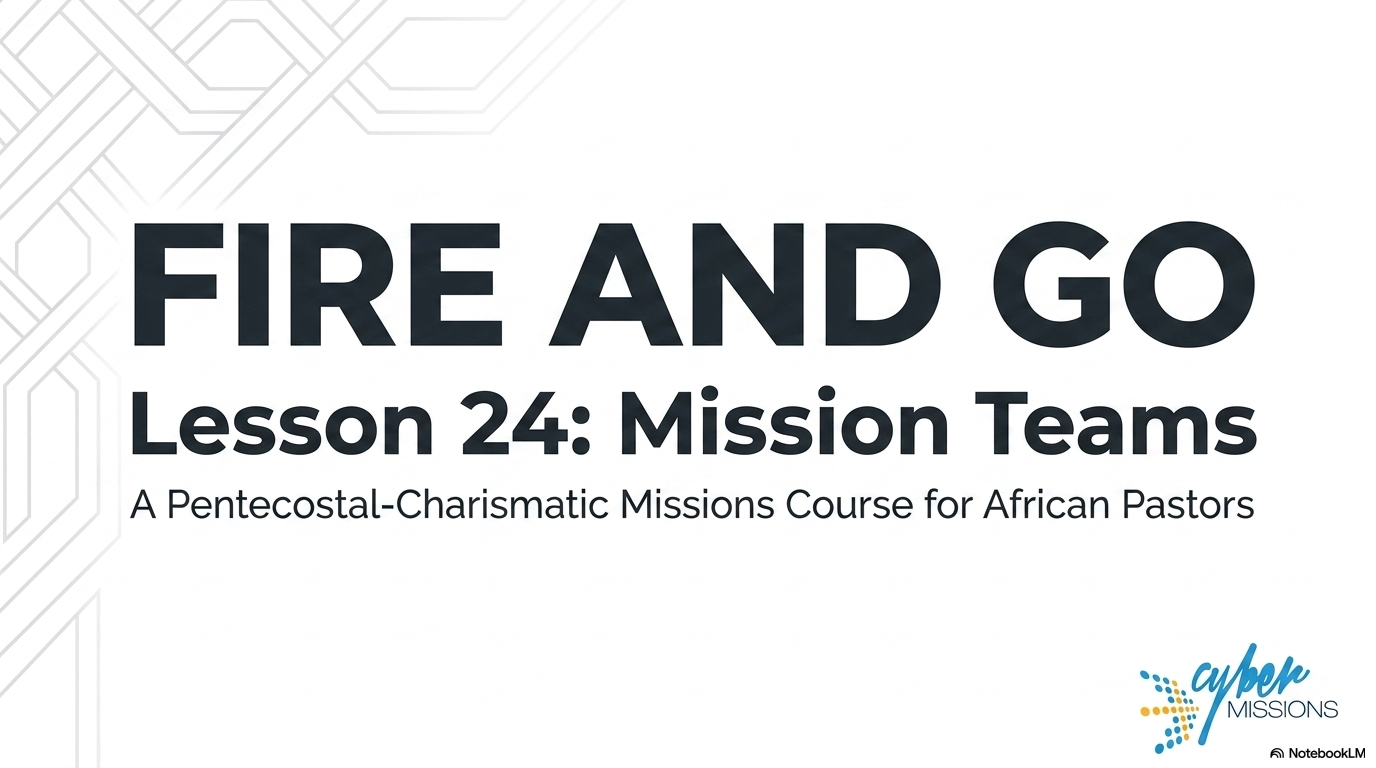 FIRE AND GO
Lesson 24: Mission Teams
A Pentecostal-Charismatic Missions Course for African Pastors
cyber
MISSIONS
NotebookLM